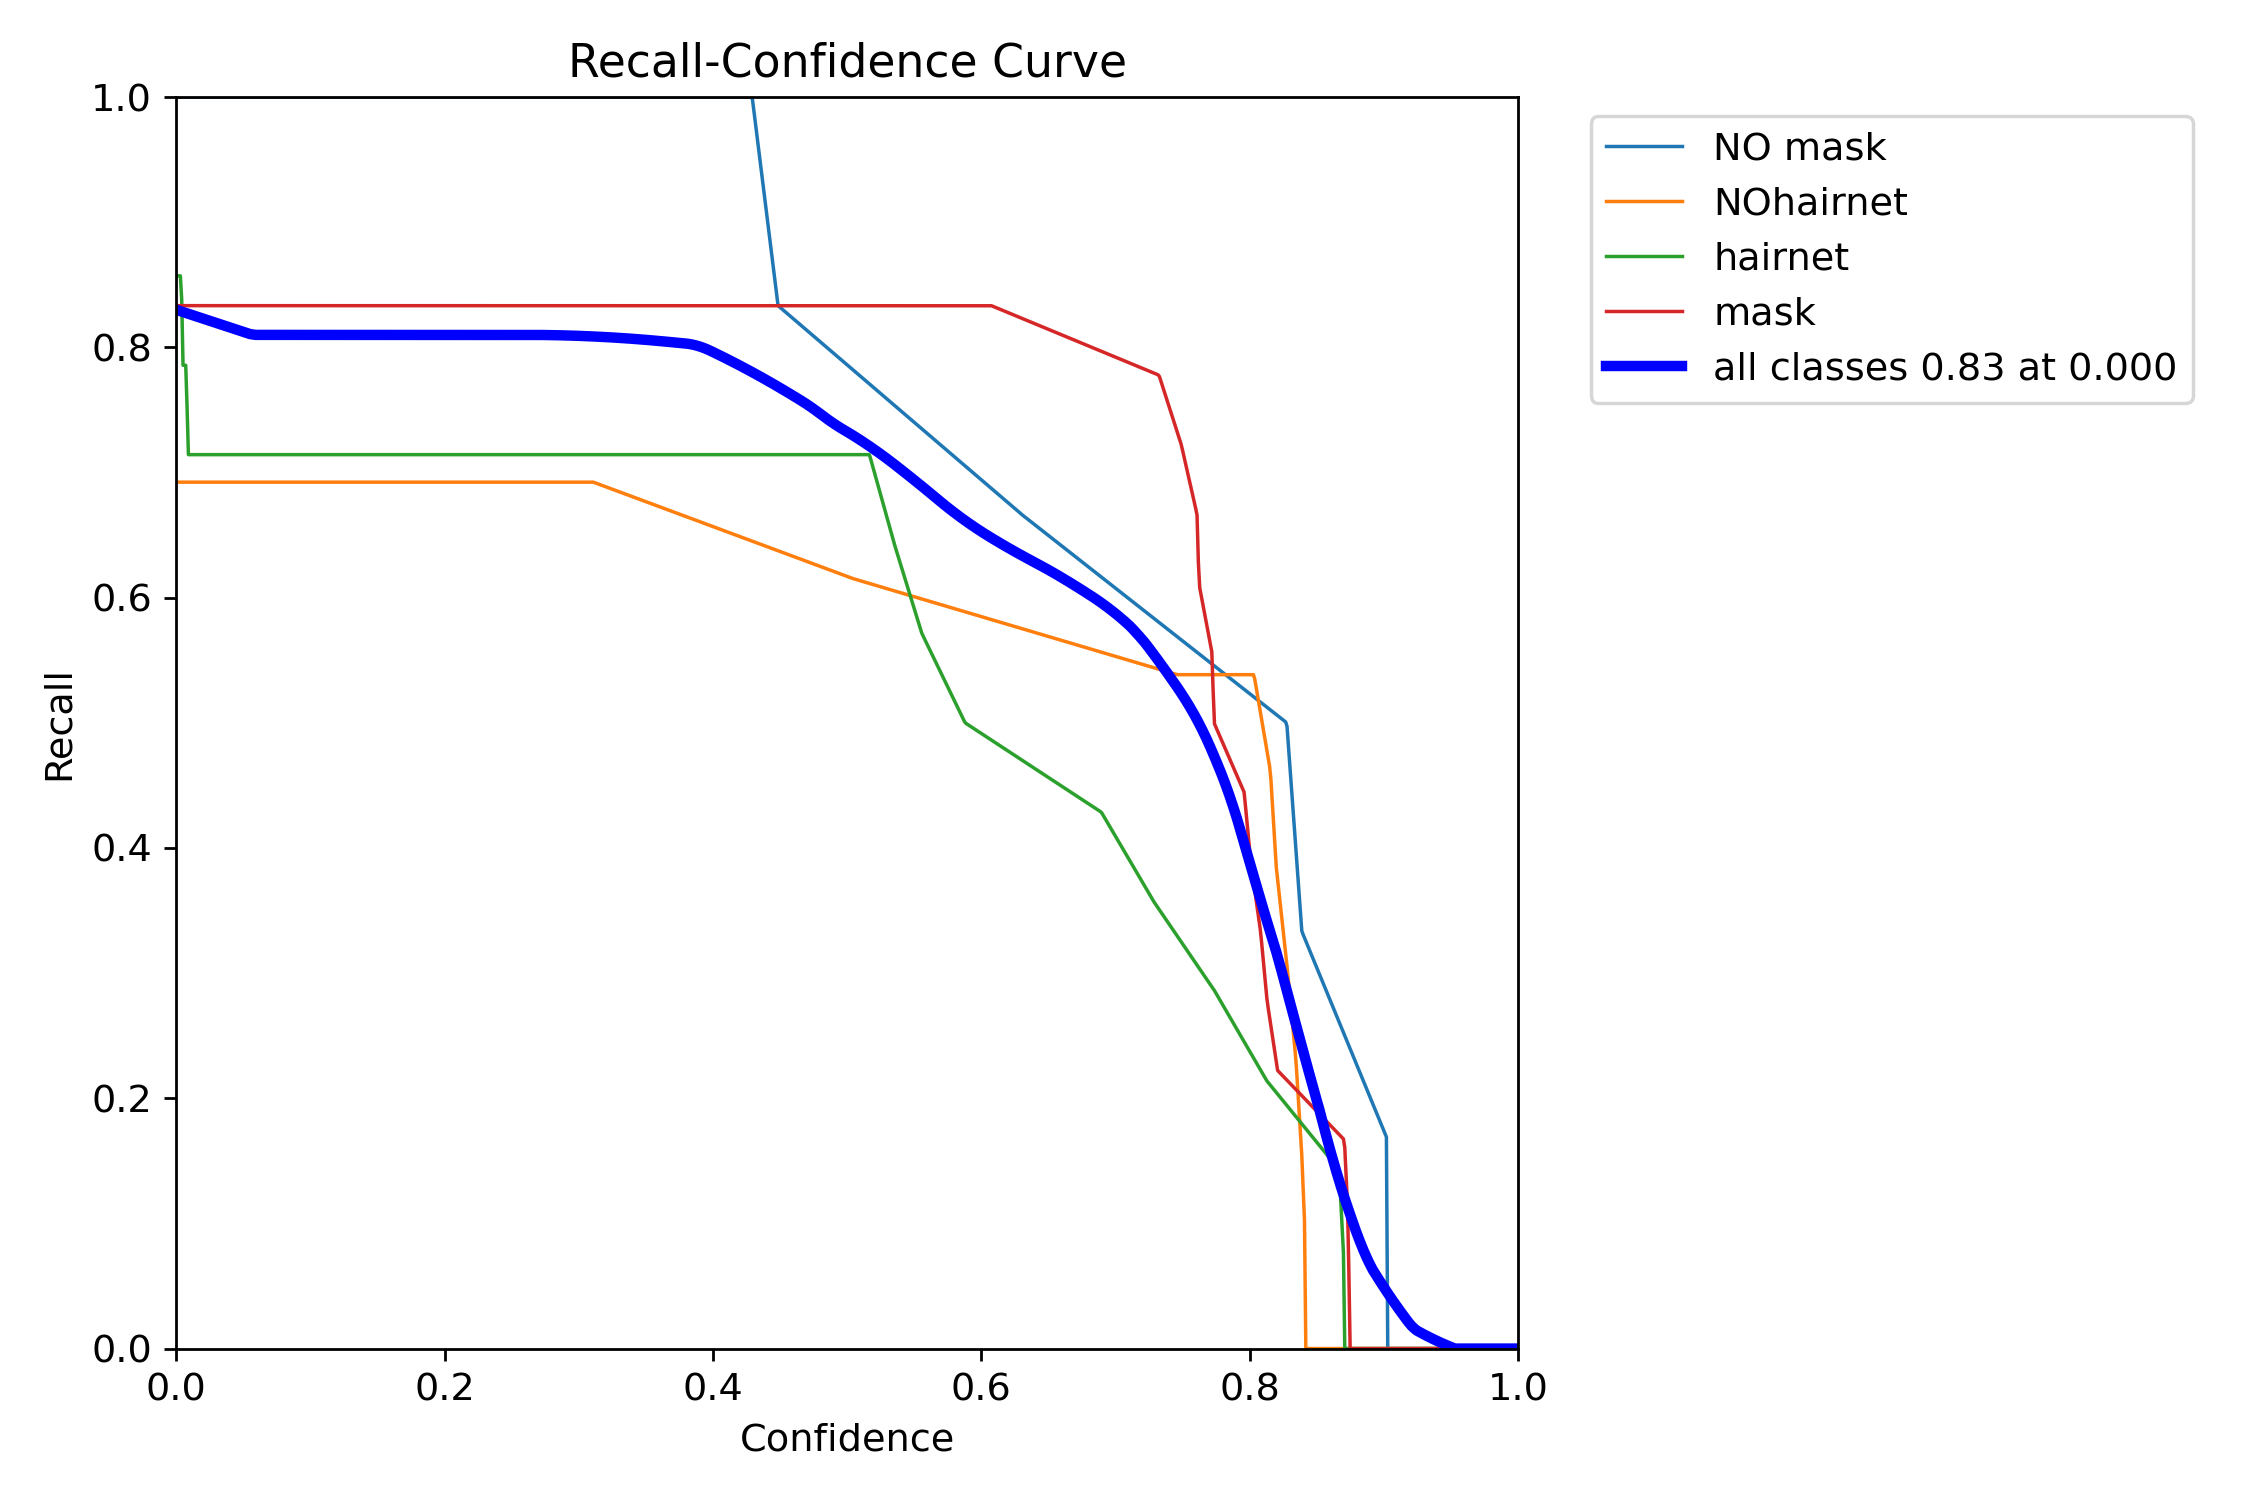 Recall-Confidence Curve
1.0
0.8
0.6
0.4
0.2
0.0
Recall
0.0 0.2 0.4 0.6 0.8 1.0
Confidence
NO mask
NOhairnet
hairnet
mask
all classes 0.83 at 0.000